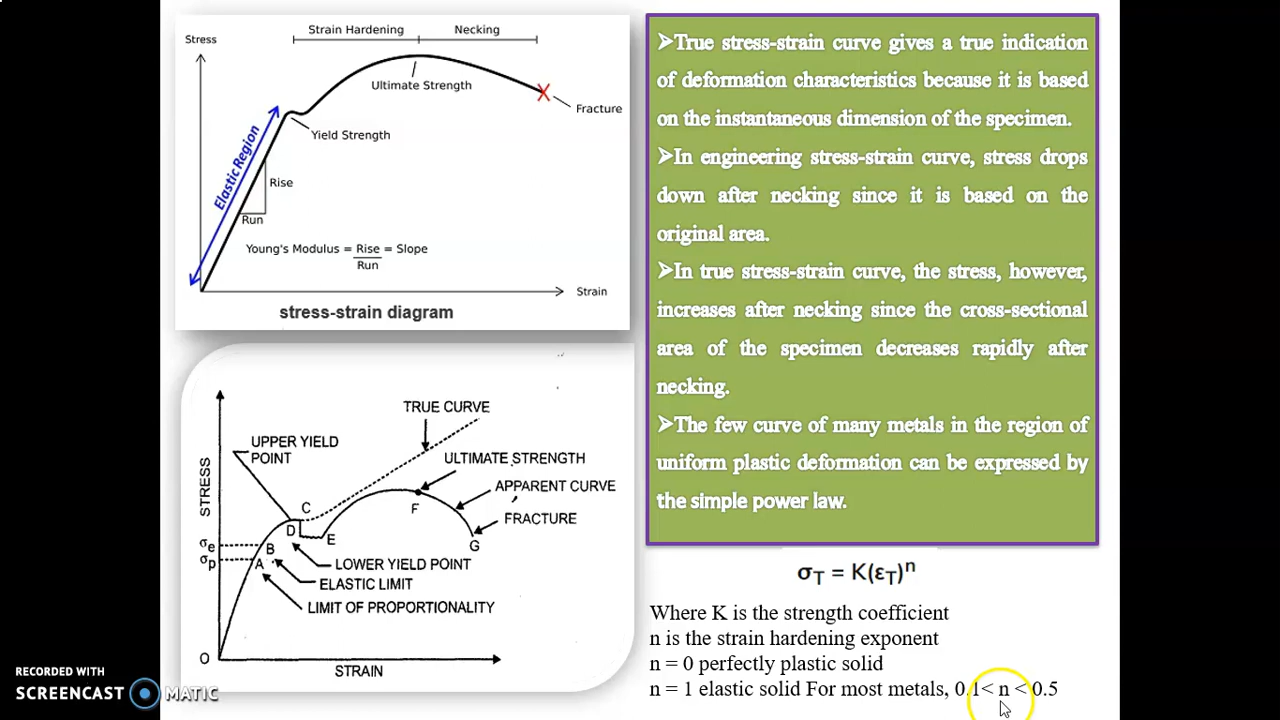 Stress
Strain Hardening
Necking
Ultimate Strength
Fracture
Yield Strength
Elastic Region
Rise
Run
Young's Modulus = Rise = Slope
Run
Strain
stress-strain diagram
TRUE CURVE
UPPER YIELD
POINT
ULTIMATE STRENGTH
APPARENT CURVE
FRACTURE
STRESS
C
F
D
E
G
σe
B
σp
A
LOWER YIELD POINT
ELASTIC LIMIT
LIMIT OF PROPORTIONALITY
O
STRAIN
RECORDED WITH
SCREENCAST MATIC
➢True stress-strain curve gives a true indication
of deformation characteristics because it is based
on the instantaneous dimension of the specimen.
➢In engineering stress-strain curve, stress drops
down after necking since it is based on the
original area.
➢In true stress-strain curve, the stress, however,
increases after necking since the cross-sectional
area of the specimen decreases rapidly after
necking.
➢The few curve of many metals in the region of
uniform plastic deformation can be expressed by
the simple power law.
σT = K(εT)^n
Where K is the strength coefficient
n is the strain hardening exponent
n = 0 perfectly plastic solid
n = 1 elastic solid For most metals, 0.1< n < 0.5